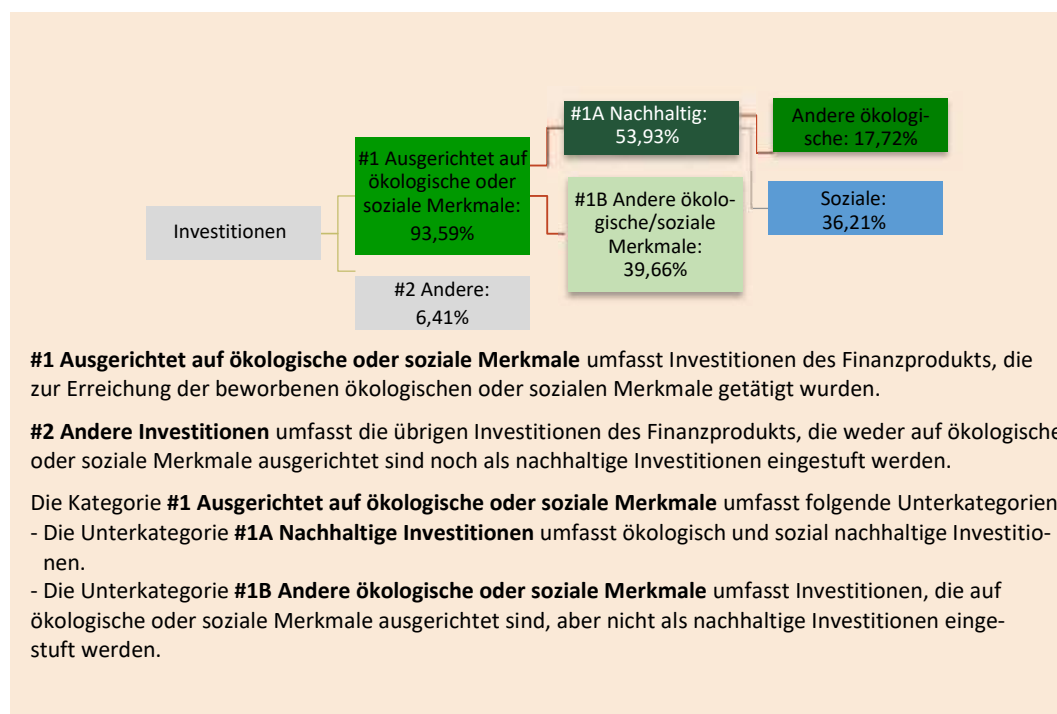 Investitionen
#1 Ausgerichtet auf
ökologische oder
soziale Merkmale:
93,59%
#2 Andere:
6,41%
#1A Nachhaltig:
53,93%
#1B Andere ökolo-
gische/soziale
Merkmale:
39,66%
Andere ökologi-
sche: 17,72%
Soziale:
36,21%
#1 Ausgerichtet auf ökologische oder soziale Merkmale umfasst Investitionen des Finanzprodukts, die
zur Erreichung der beworbenen ökologischen oder sozialen Merkmale getätigt wurden.
#2 Andere Investitionen umfasst die übrigen Investitionen des Finanzprodukts, die weder auf ökologische
oder soziale Merkmale ausgerichtet sind noch als nachhaltige Investitionen eingestuft werden.
Die Kategorie #1 Ausgerichtet auf ökologische oder soziale Merkmale umfasst folgende Unterkategorien
- Die Unterkategorie #1A Nachhaltige Investitionen umfasst ökologisch und sozial nachhaltige Investitio-
nen.
- Die Unterkategorie #1B Andere ökologische oder soziale Merkmale umfasst Investitionen, die auf
ökologische oder soziale Merkmale ausgerichtet sind, aber nicht als nachhaltige Investitionen einge-
stuft werden.